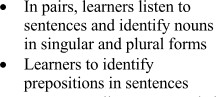 • In pairs, learners listen to
sentences and identify nouns
in singular and plural forms
• Learners to identify
prepositions in sentences